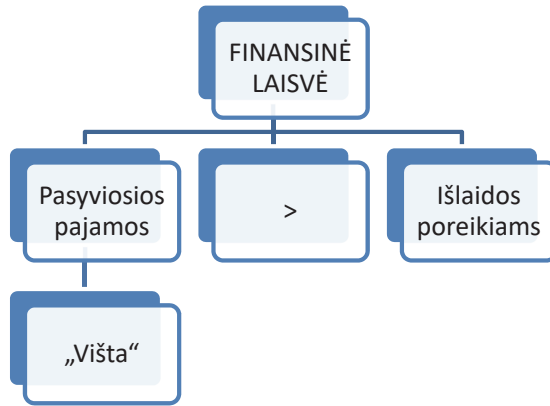 FINANSINĖ
LAISVĖ
Pasyviosios
pajamos
>
Išlaidos
poreikiams
„Višta“